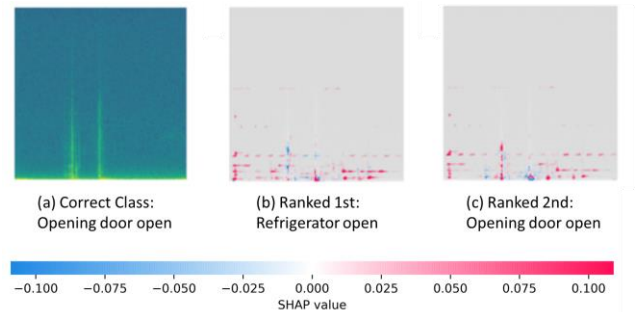 (a) Correct Class:
Opening door open
(b) Ranked 1st:
Refrigerator open
(c) Ranked 2nd:
Opening door open
−0.100 −0.075 −0.050 −0.025 0.000 0.025 0.050 0.075 0.100
SHAP value